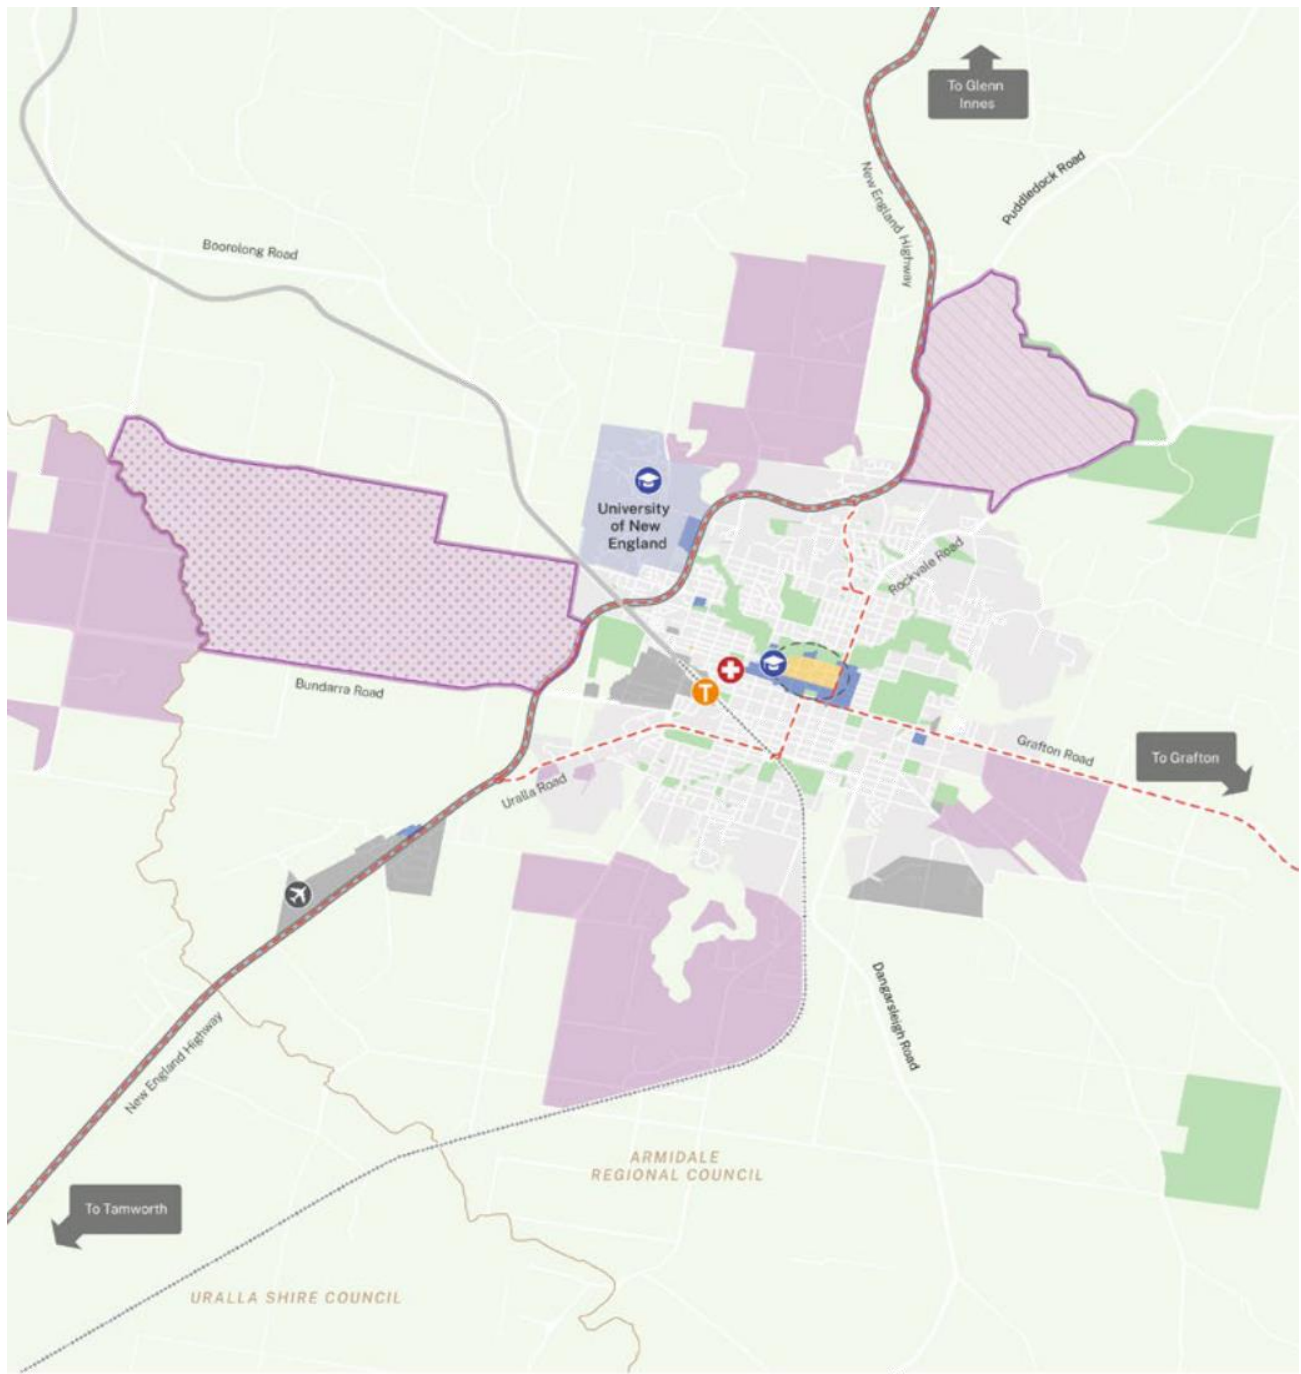 To Glenn
Innes
Puddledock Road
New England Highway
Boorolong Road
University
of New
England
Rockvale Road
Bundarra Road
Grafton Road
To Grafton
Uralla Road
T
Dangarsleigh Road
New England Highway
ARMIDALE
REGIONAL COUNCIL
To Tamworth
URALLA SHIRE COUNCIL